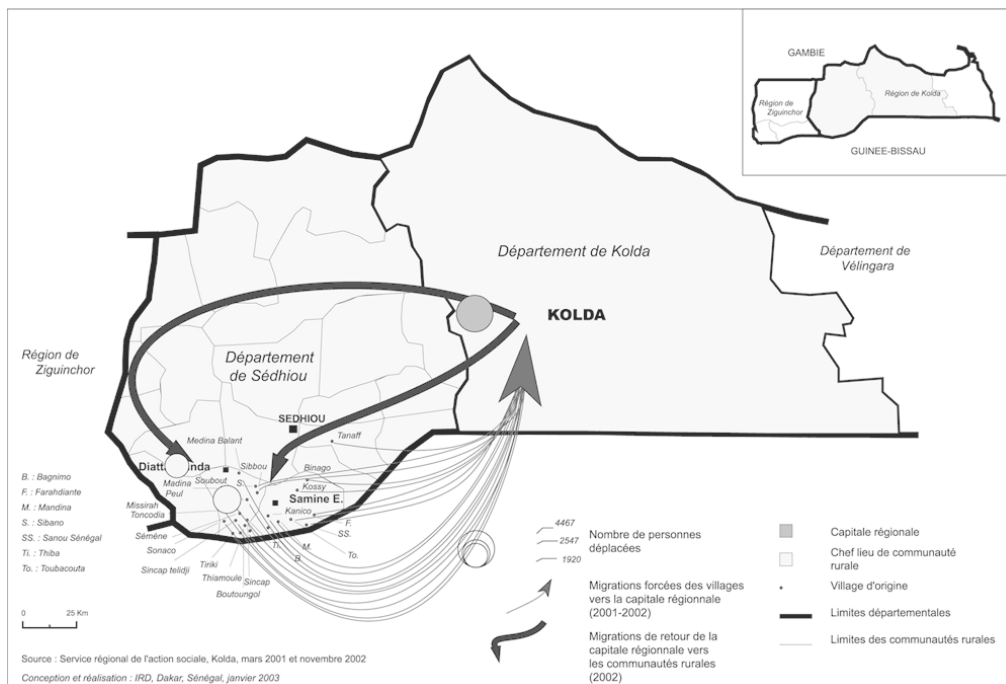 GAMBIE
Région de
Ziguinchor
Région de Kolda
GUINEE-BISSAU
Département de Kolda
Département de
Vélingara
KOLDA
Région de
Ziguinchor
Département
de Sédhiou
SEDHIOU
Tanaff
Medina Balant
Sibbou
Binago
Soubout
S.
Madina
Peul
Kossy
Samine E.
Missirah
Toncodia
Kanico
F.
SS.
Séméne
Sonaco
Ti.
M.
To.
B.
Sincap telidji
Tiriki
Thiamoule
Sincap
Boutoungol
B. : Bagnimo
F. : Farahdiante
M. : Mandina
S. : Sibano
SS. : Sanou Sénégal
Ti. : Thiba
To. : Toubacouta
0 25 Km
4467
2547
1920
Nombre de personnes
déplacées
Migrations forcées des villages
vers la capitale régionnale
(2001-2002)
Migrations de retour de la
capitale régionnale vers
les communautés rurales
(2002)
Capitale régionale
Chef lieu de communauté
rurale
Village d'origine
Limites départementales
Limites des communautés rurales
Source : Service régional de l'action sociale, Kolda, mars 2001 et novembre 2002
Conception et réalisation : IRD, Dakar, Sénégal, janvier 2003